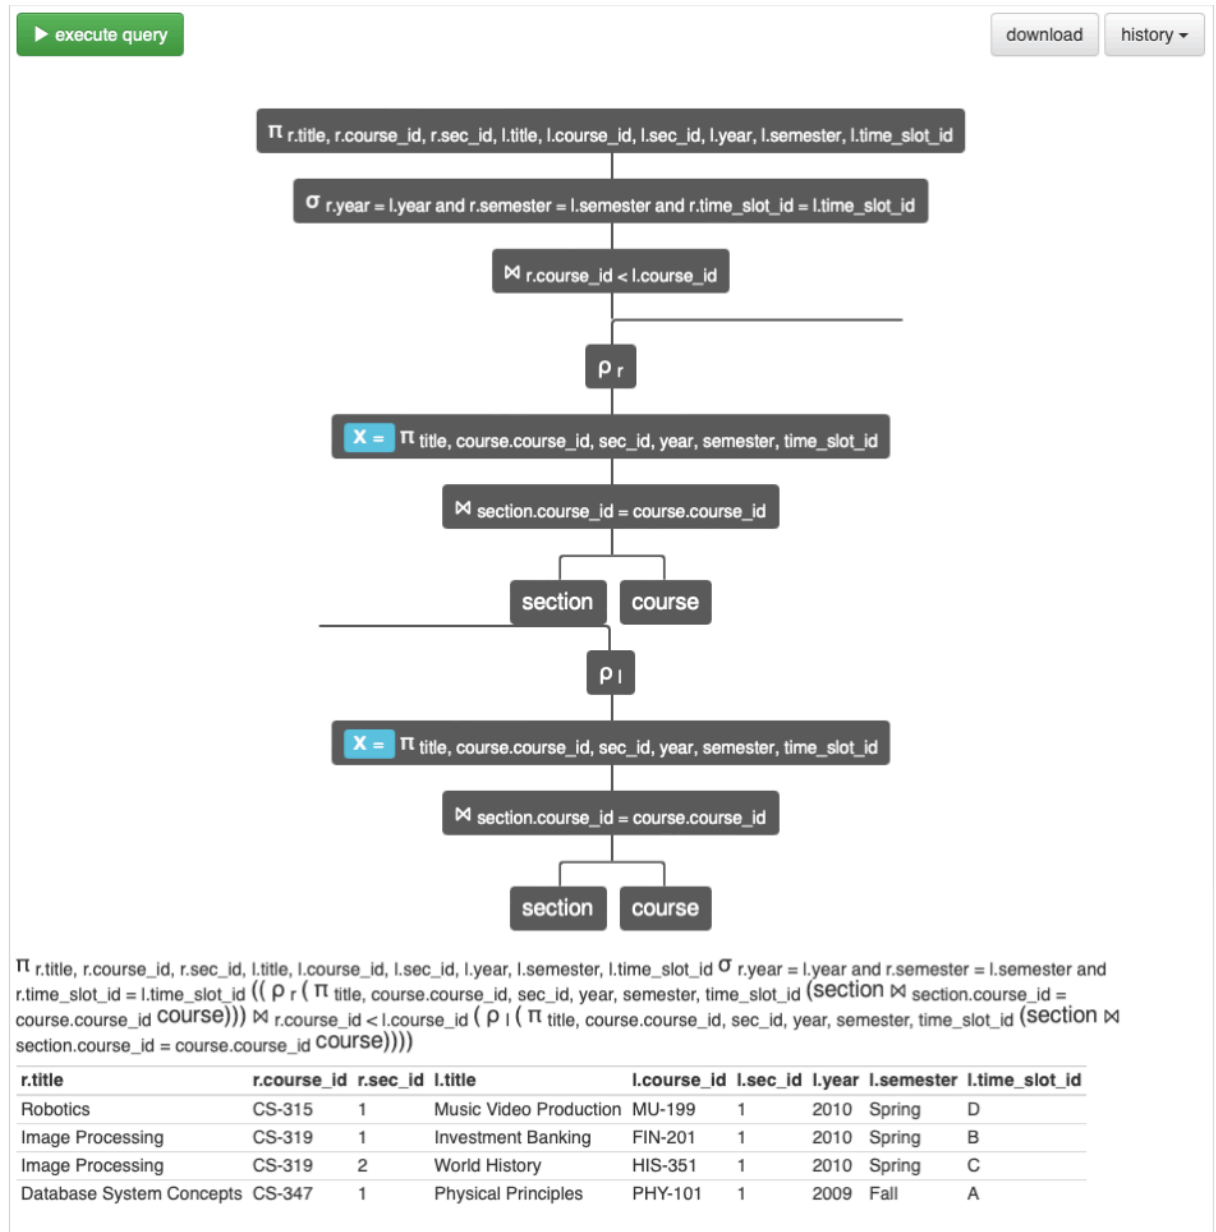 execute query
download
history
π r.title, r.course_id, r.sec_id, l.title, l.course_id, l.sec_id, l.year, l.semester, l.time_slot_id
σ r.year = l.year and r.semester = l.semester and r.time_slot_id = l.time_slot_id
⋈ r.course_id < l.course_id
ρ r
X = π title, course.course_id, sec_id, year, semester, time_slot_id
⋈ section.course_id = course.course_id
section course
ρ l
X = π title, course.course_id, sec_id, year, semester, time_slot_id
⋈ section.course_id = course.course_id
section course
π r.title, r.course_id, r.sec_id, l.title, l.course_id, l.sec_id, l.year, l.semester, l.time_slot_id σ r.year = l.year and r.semester = l.semester and
r.time_slot_id = l.time_slot_id (( ρ r ( π title, course.course_id, sec_id, year, semester, time_slot_id (section ⋈ section.course_id =
course.course_id course))) ⋈ r.course_id < l.course_id ( ρ l ( π title, course.course_id, sec_id, year, semester, time_slot_id (section ⋈
section.course_id = course.course_id course))))
r.title r.course_id r.sec_id l.title l.course_id l.sec_id l.year l.semester l.time_slot_id
Robotics CS-315 1 Music Video Production MU-199 1 2010 Spring D
Image Processing CS-319 1 Investment Banking FIN-201 1 2010 Spring B
Image Processing CS-319 2 World History HIS-351 1 2010 Spring C
Database System Concepts CS-347 1 Physical Principles PHY-101 1 2009 Fall A